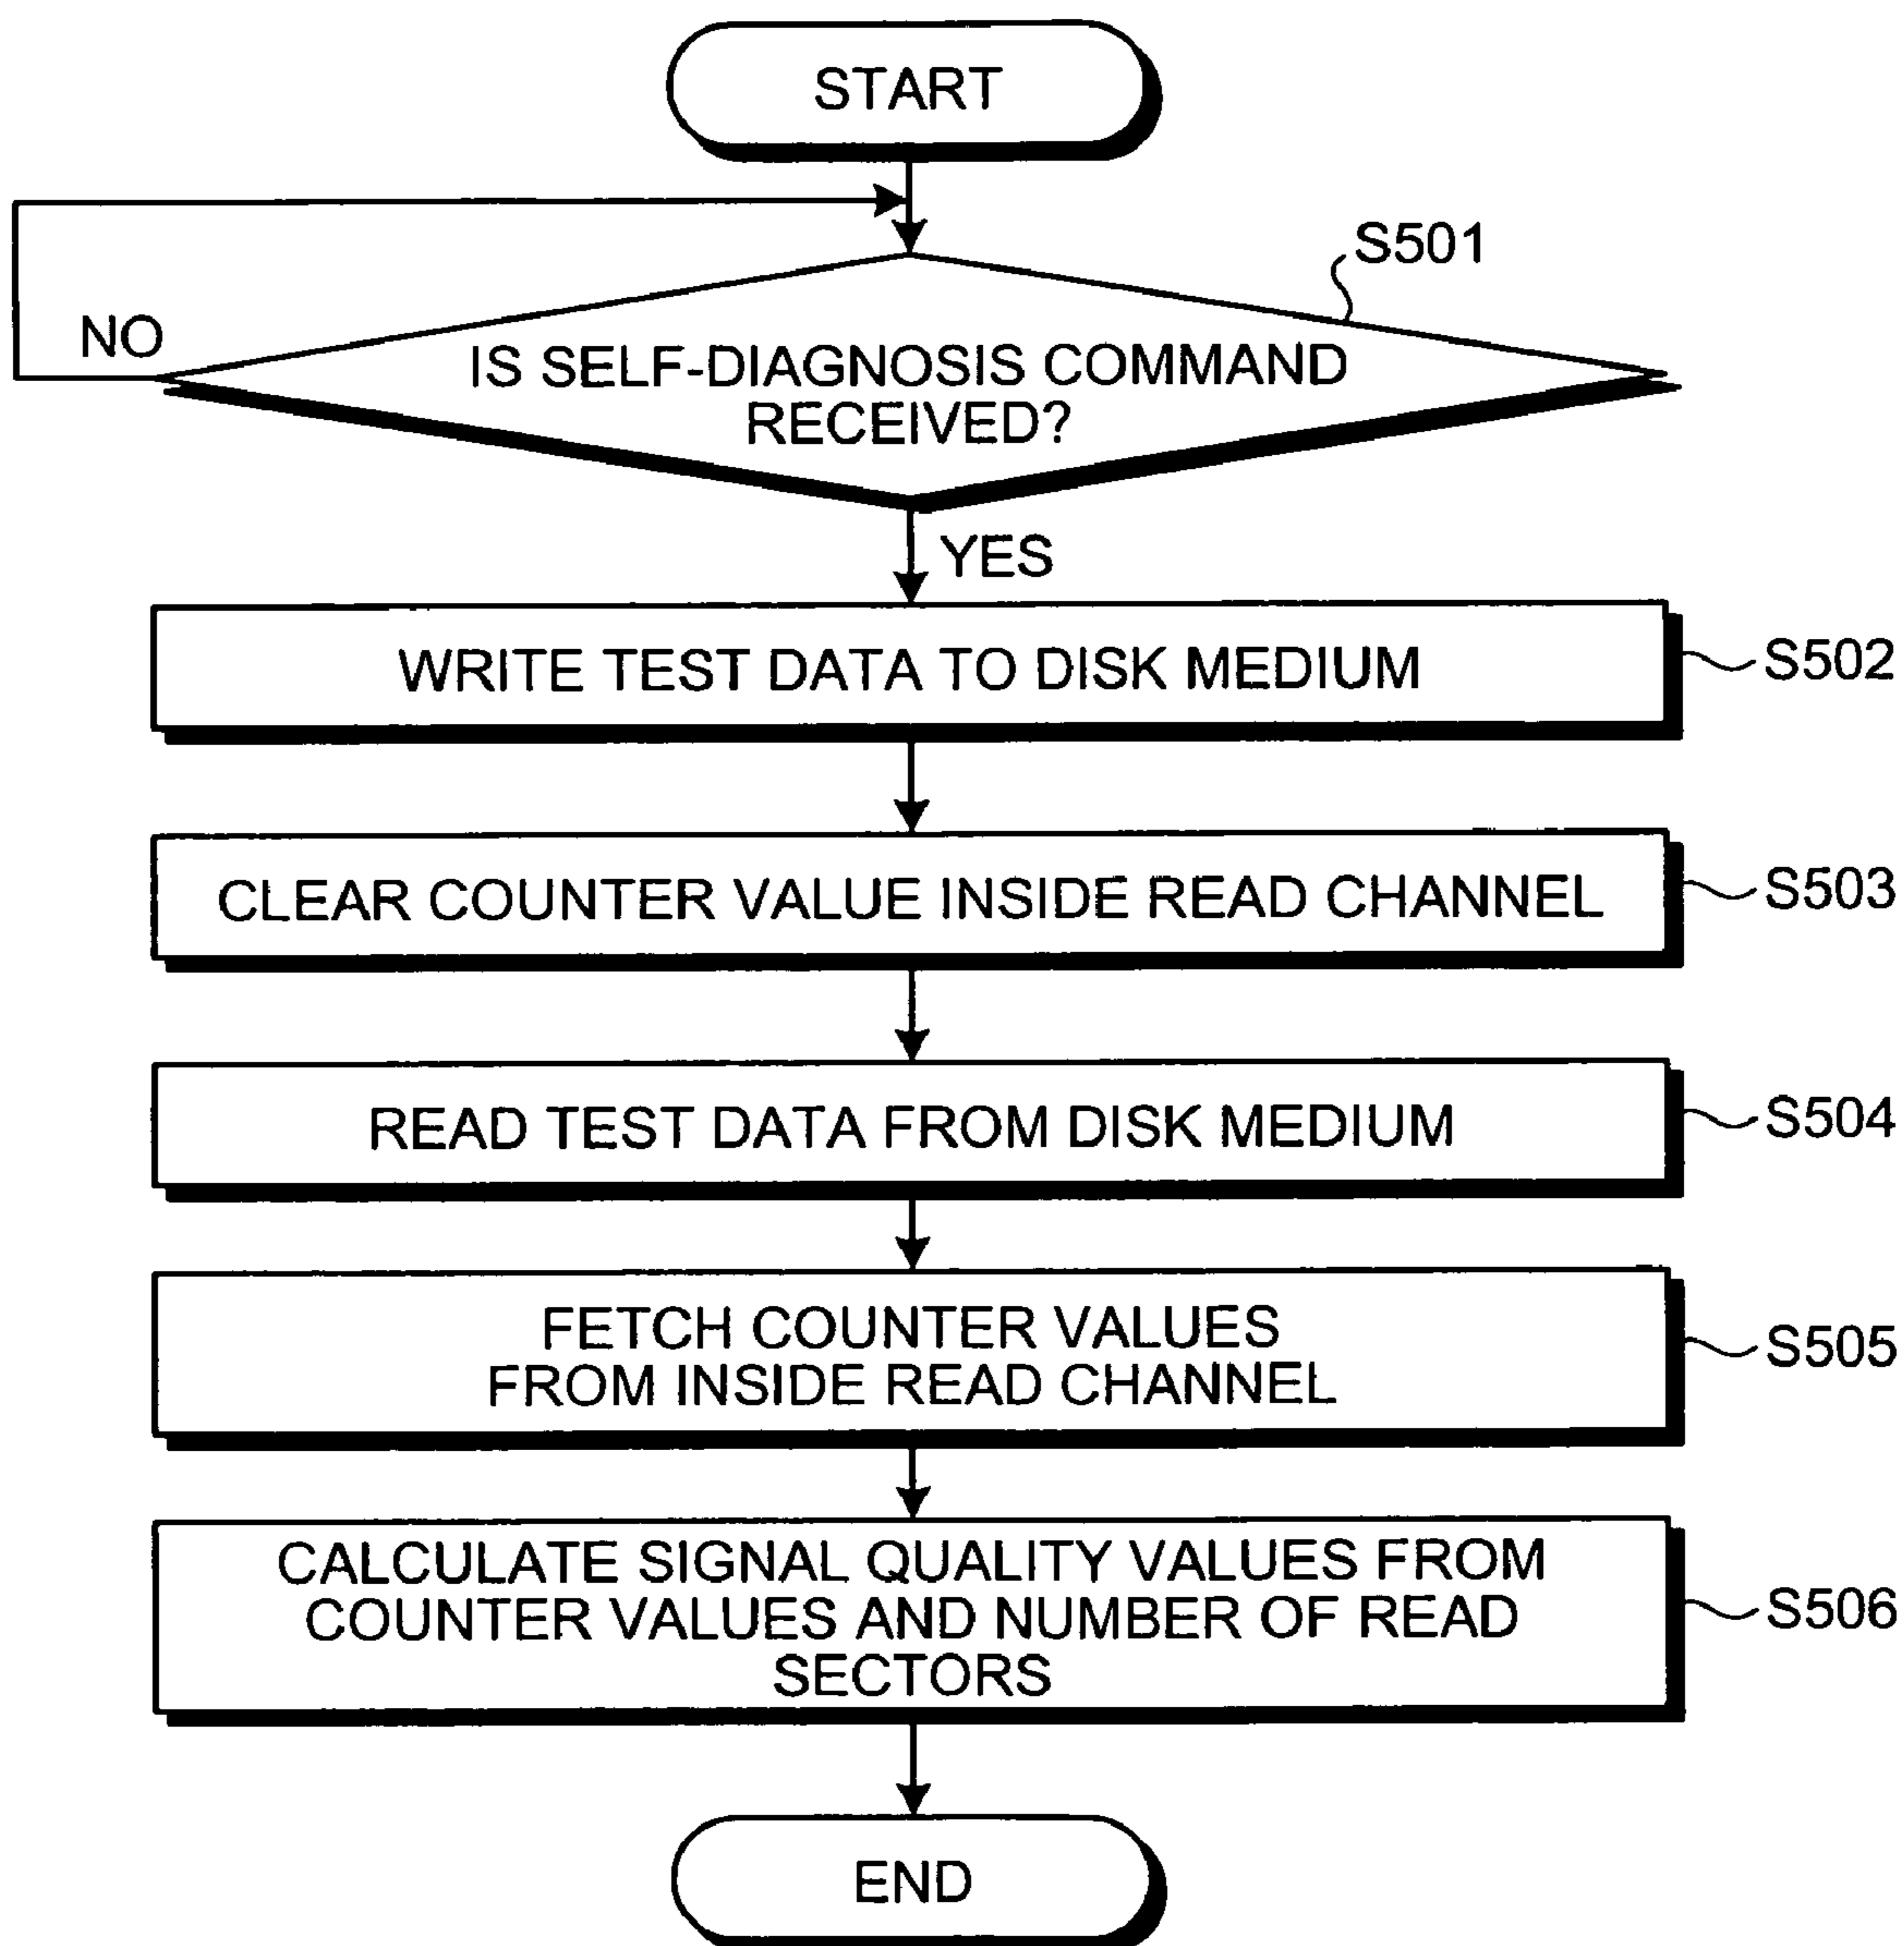 START
S501
NO
IS SELF-DIAGNOSIS COMMAND
RECEIVED?
YES
WRITE TEST DATA TO DISK MEDIUM
S502
CLEAR COUNTER VALUE INSIDE READ CHANNEL
S503
READ TEST DATA FROM DISK MEDIUM
S504
FETCH COUNTER VALUES
FROM INSIDE READ CHANNEL
S505
CALCULATE SIGNAL QUALITY VALUES FROM
COUNTER VALUES AND NUMBER OF READ
SECTORS
S506
END